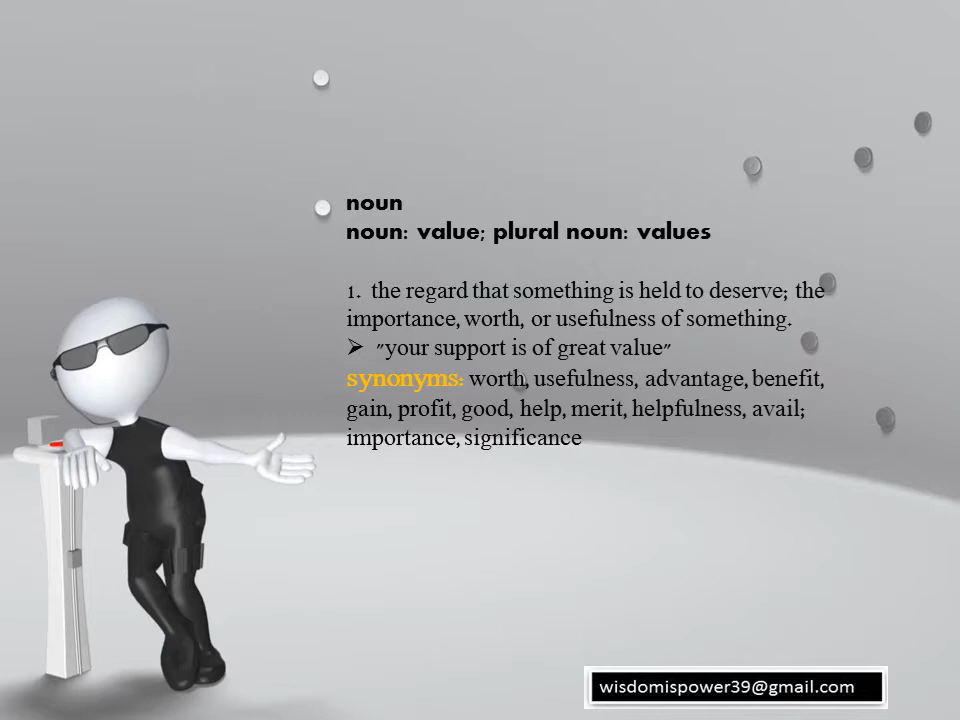 noun
noun: value; plural noun: values
1. the regard that something is held to deserve; the
importance, worth, or usefulness of something.
➢ "your support is of great value"
synonyms: worth, usefulness, advantage, benefit,
gain, profit, good, help, merit, helpfulness, avail;
importance, significance
wisdomispower39@gmail.com